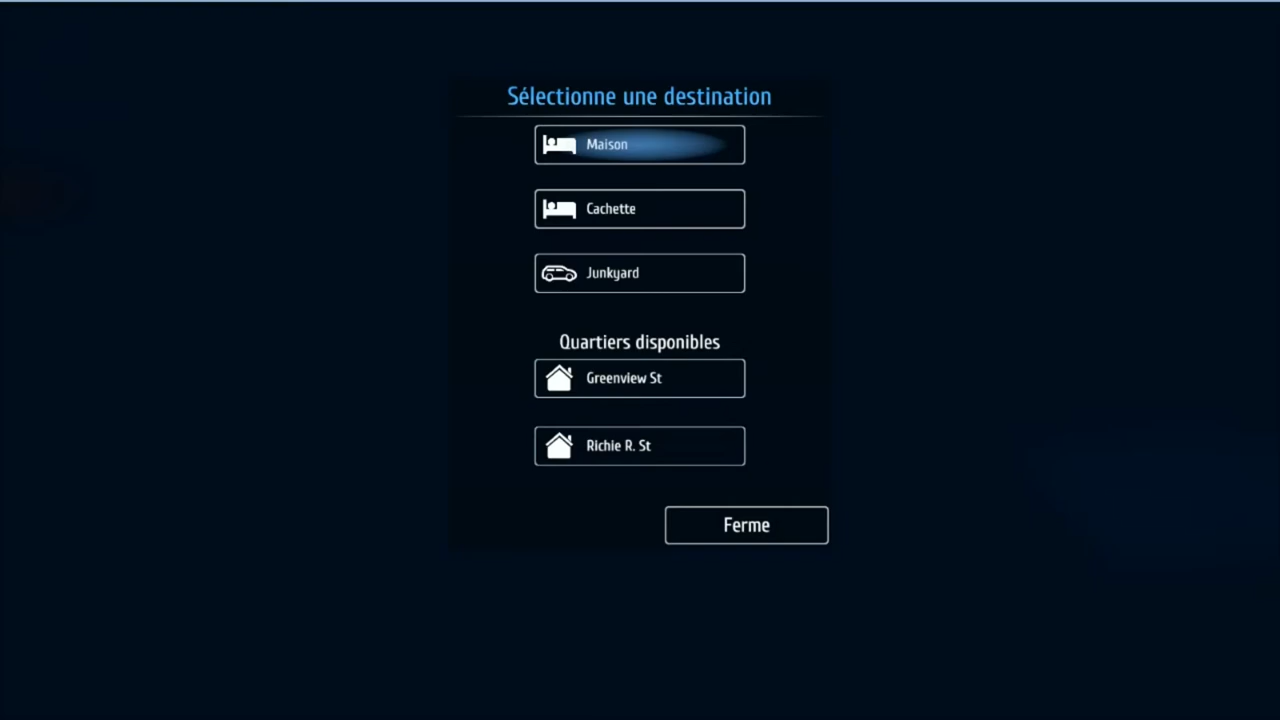 Sélectionne une destination
Maison
Cachette
Junkyard
Quartiers disponibles
Greenview St
Richie R. St
Ferme